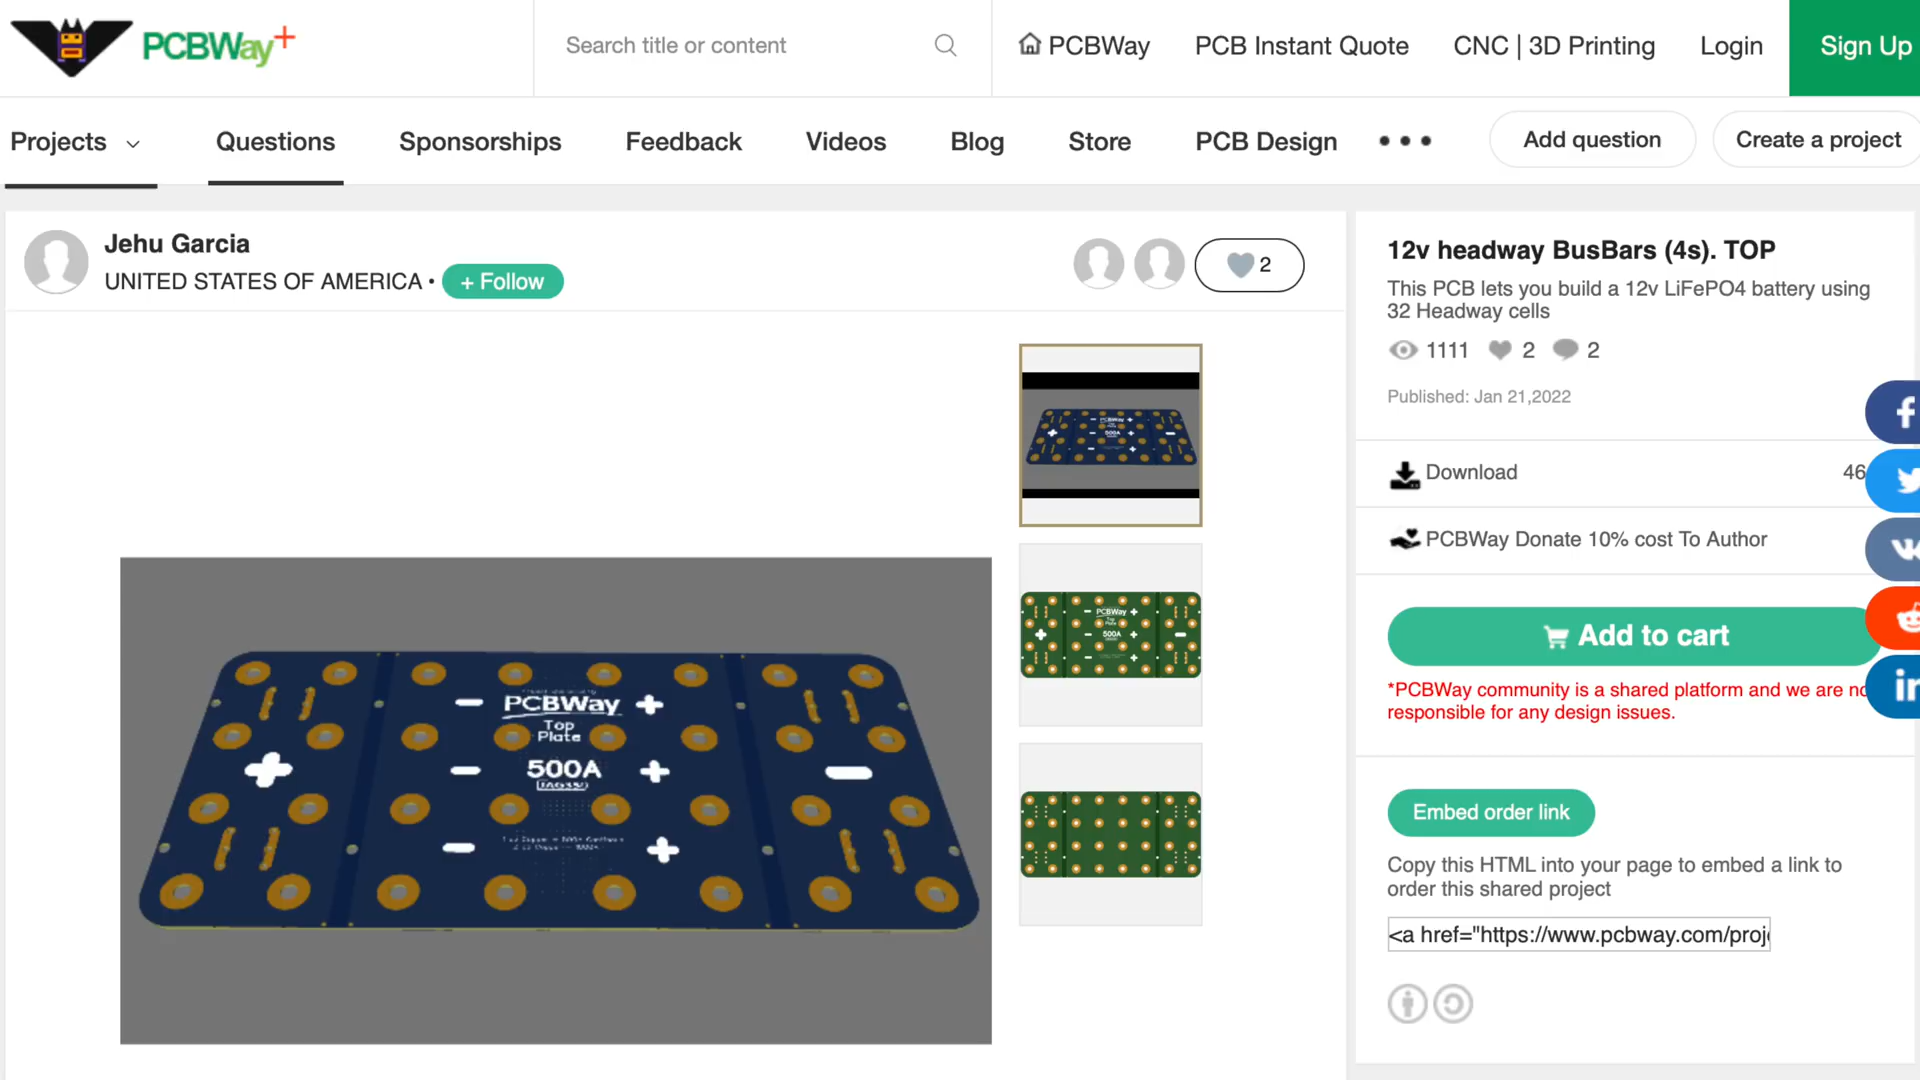 PCBWay+
Search title or content
PCBWay
PCB Instant Quote
CNC | 3D Printing
Login
Sign Up
Projects
Questions
Sponsorships
Feedback
Videos
Blog
Store
PCB Design
Add question
Create a project
Jehu Garcia
UNITED STATES OF AMERICA •
+ Follow
2
PCBWay
Top
Plate
500A
12v headway BusBars (4s). TOP
This PCB lets you build a 12v LiFePO4 battery using
32 Headway cells
1111
2
2
Published: Jan 21,2022
Download
46
PCBWay Donate 10% cost To Author
Add to cart
*PCBWay community is a shared platform and we are no
responsible for any design issues.
Embed order link
Copy this HTML into your page to embed a link to
order this shared project
<a href="https://www.pcbway.com/proj